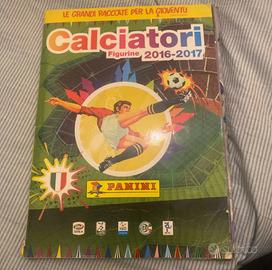 LE GRANDI RACCOLTE PER LA GIOVENTÙ
Calciatori
Figurine 2016-2017
PANINI